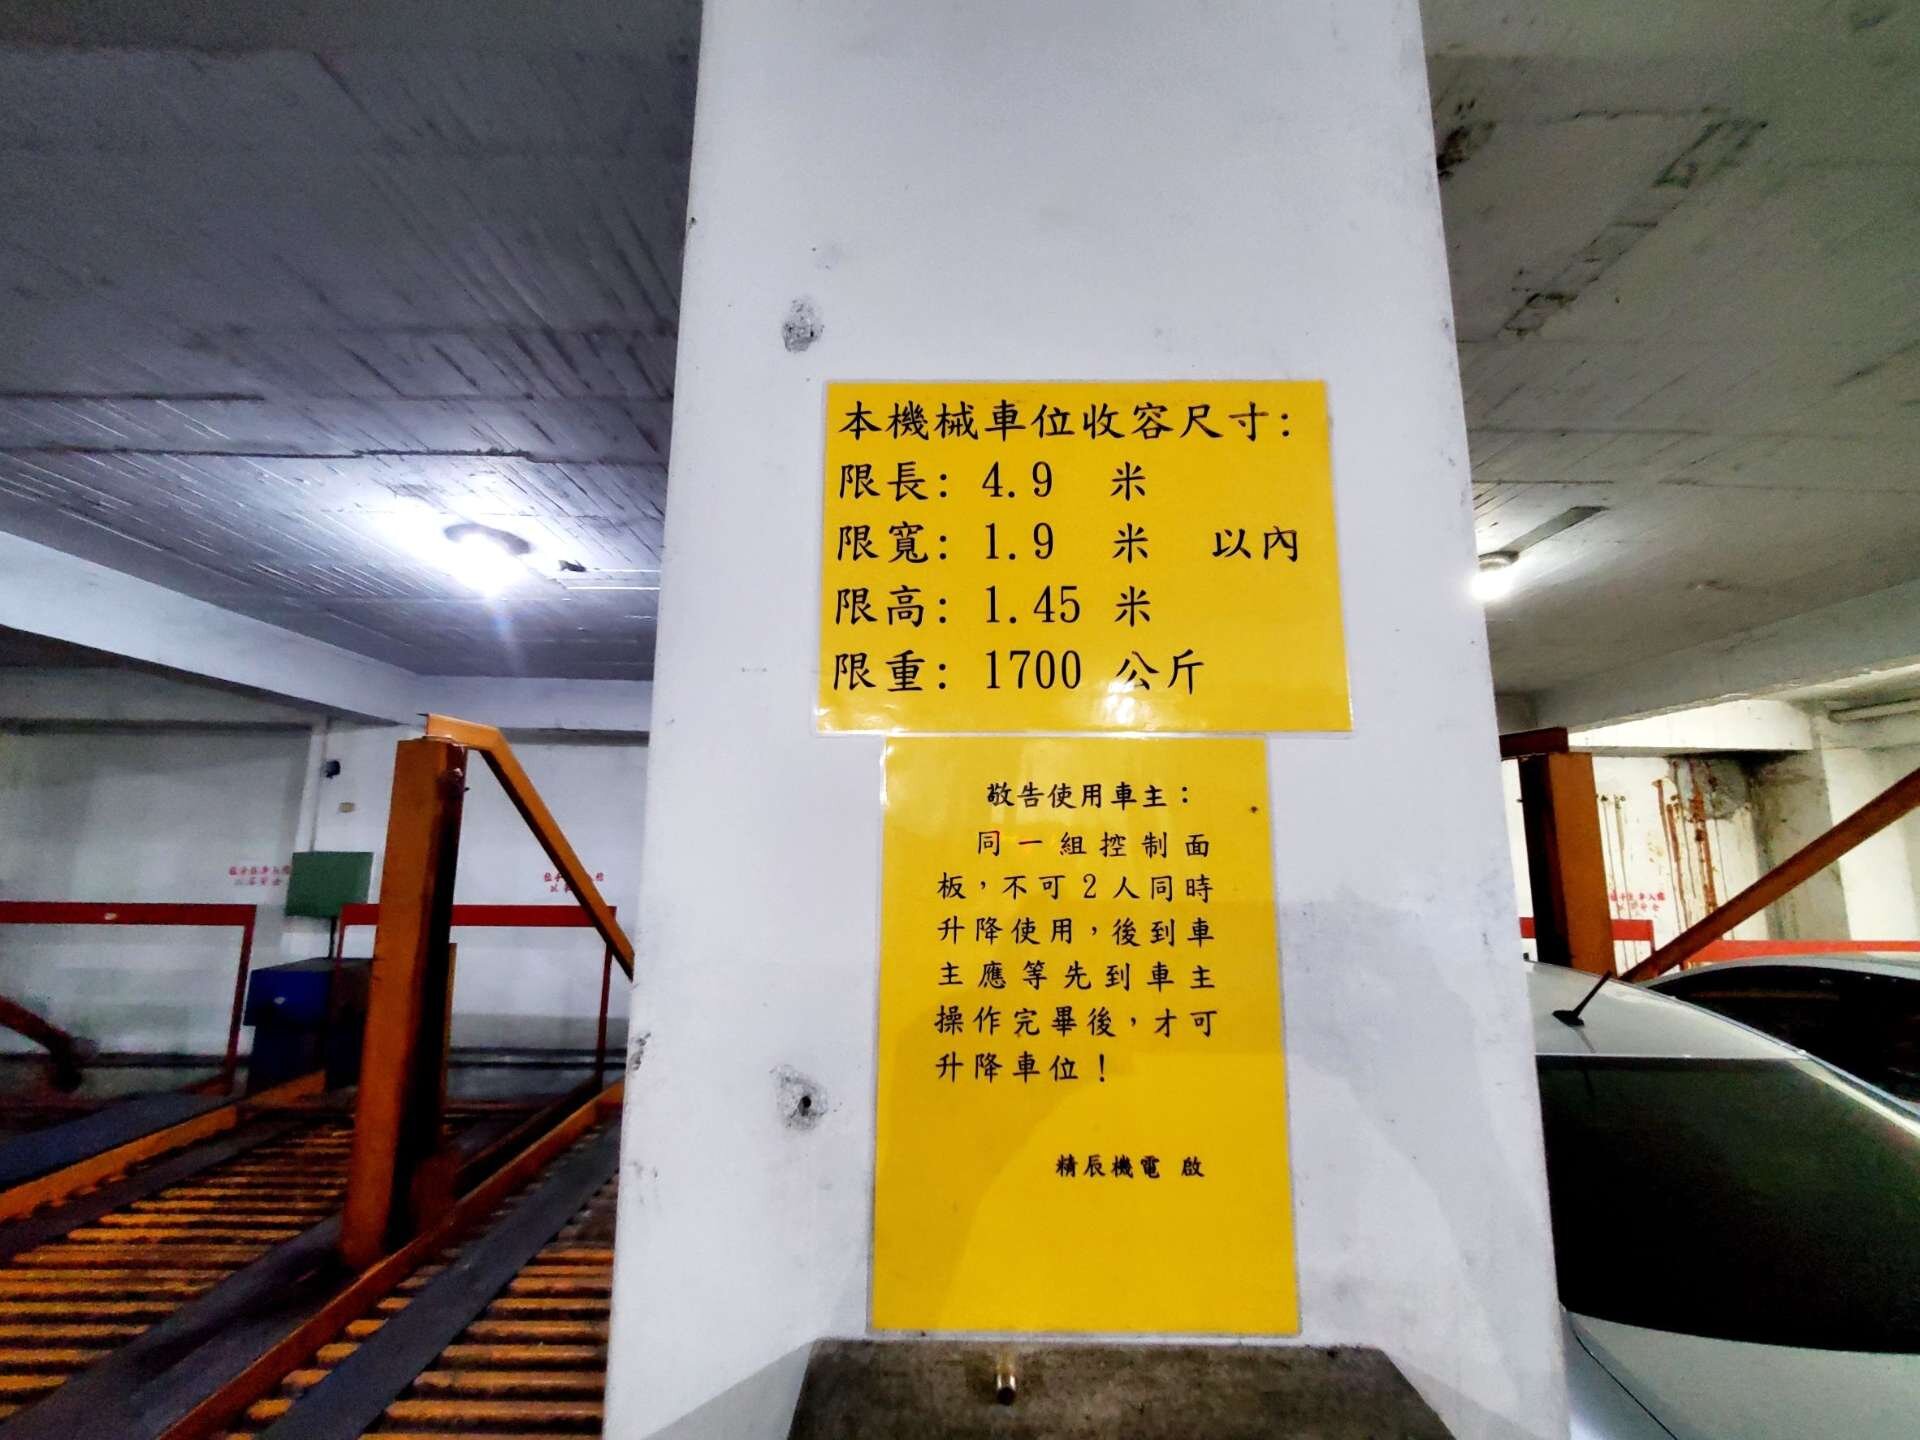 本機械車位收容尺寸:
限長: 4.9 米
限寬: 1.9 米 以內
限高: 1.45 米
限重: 1700 公斤
敬告使用車主：
同一組控制面
板，不可2人同時
升降使用，後到車
主應等先到車主
操作完畢後，才可
升降車位！
精辰機電 啟